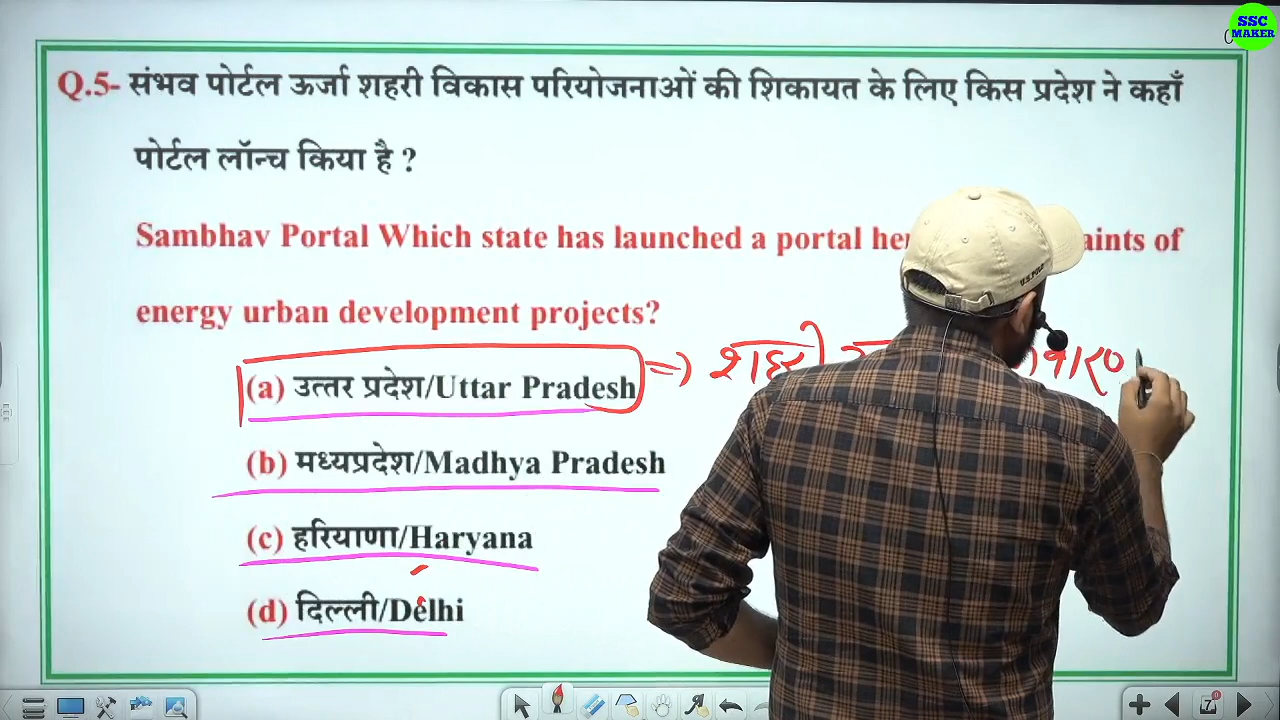 SSC
MAKER
Q.5- संभव पोर्टल ऊर्जा शहरी विकास परियोजनाओं की शिकायत के लिए किस प्रदेश ने कहाँ
पोर्टल लॉन्च किया है ?
Sambhav Portal Which state has launched a portal of
energy urban development projects?
(a) उत्तर प्रदेश/Uttar Pradesh => शहरी
(b) मध्यप्रदेश/Madhya Pradesh
(c) हरियाणा/Haryana
(d) दिल्ली/Delhi
U.S. POLO